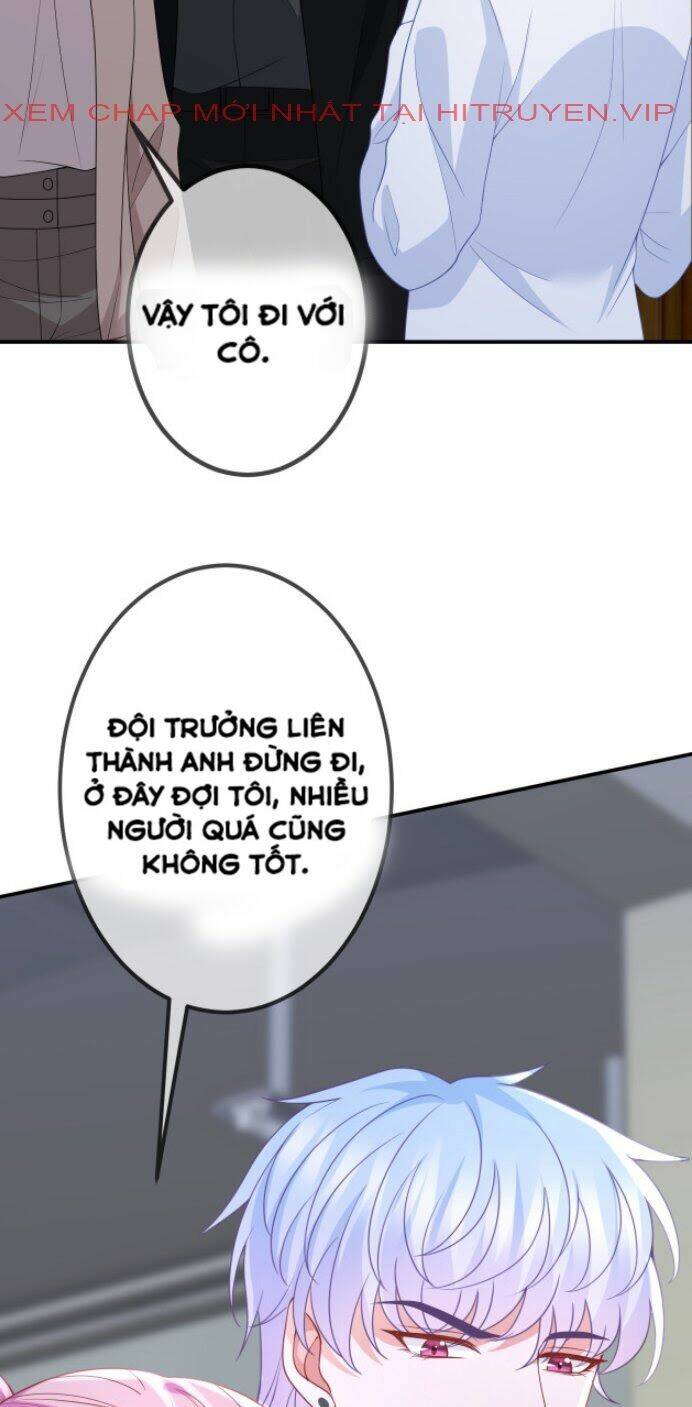 XEM CHAP MỚI NHẤT TẠI HITRUYEN.VIP
VẬY TÔI ĐI VỚI
CÔ.
ĐỘI TRƯỞNG LIÊN
THÀNH ANH ĐỪNG ĐI,
Ở ĐÂY ĐỢI TÔI, NHIỀU
NGƯỜI QUÁ CŨNG
KHÔNG TỐT.